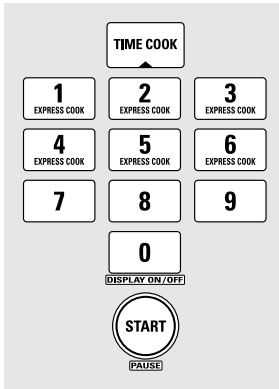 TIME COOK
1 2 3
EXPRESS COOK EXPRESS COOK EXPRESS COOK
4 5 6
EXPRESS COOK EXPRESS COOK EXPRESS COOK
7 8 9
0
DISPLAY ON/OFF
START
PAUSE